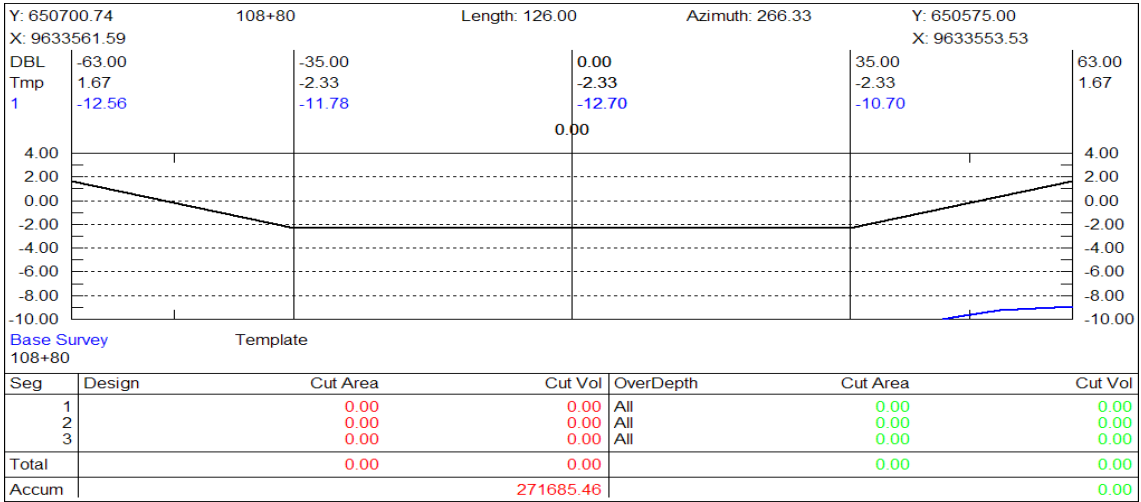 Y: 650700.74 108+80 Length: 126.00 Azimuth: 266.33 Y: 650575.00
X: 9633561.59 X: 9633553.53
DBL -63.00 -35.00 0.00 35.00 63.00
Tmp 1.67 -2.33 -2.33 -2.33 1.67
1 -12.56 -11.78 -12.70 -10.70
0.00
4.00 4.00
2.00 2.00
0.00 0.00
-2.00 -2.00
-4.00 -4.00
-6.00 -6.00
-8.00 -8.00
-10.00 -10.00
Base Survey Template
108+80
Seg Design Cut Area Cut Vol OverDepth Cut Area Cut Vol
1 0.00 0.00 All 0.00 0.00
2 0.00 0.00 All 0.00 0.00
3 0.00 0.00 All 0.00 0.00
Total 0.00 0.00 0.00 0.00
Accum 271685.46 0.00